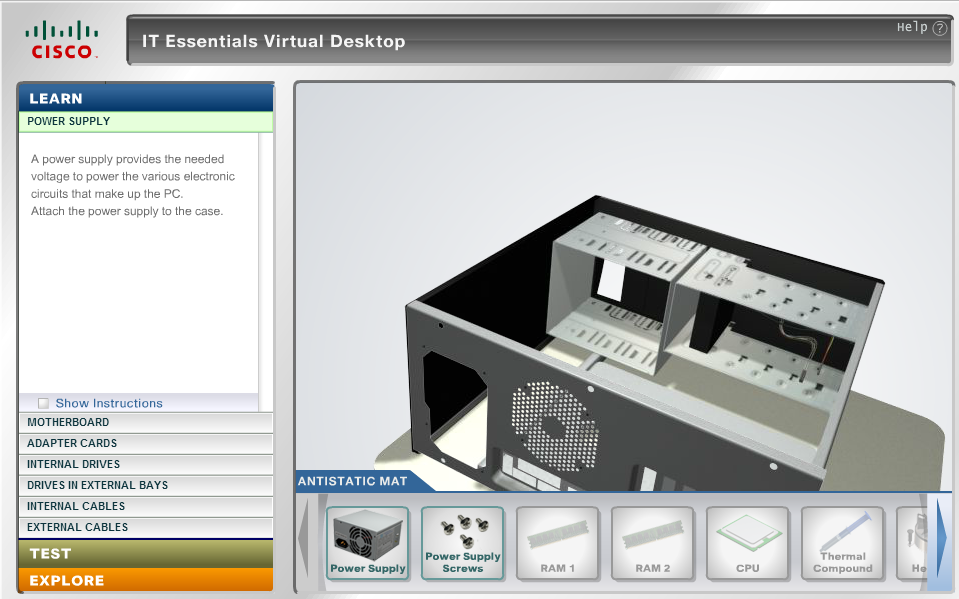 CISCO
IT Essentials Virtual Desktop
Help ?
LEARN
POWER SUPPLY
A power supply provides the needed
voltage to power the various electronic
circuits that make up the PC.
Attach the power supply to the case.
Show Instructions
MOTHERBOARD
ADAPTER CARDS
INTERNAL DRIVES
DRIVES IN EXTERNAL BAYS
INTERNAL CABLES
EXTERNAL CABLES
TEST
EXPLORE
ANTISTATIC MAT
Power Supply
Power Supply
Screws
RAM 1
RAM 2
CPU
Thermal
Compound